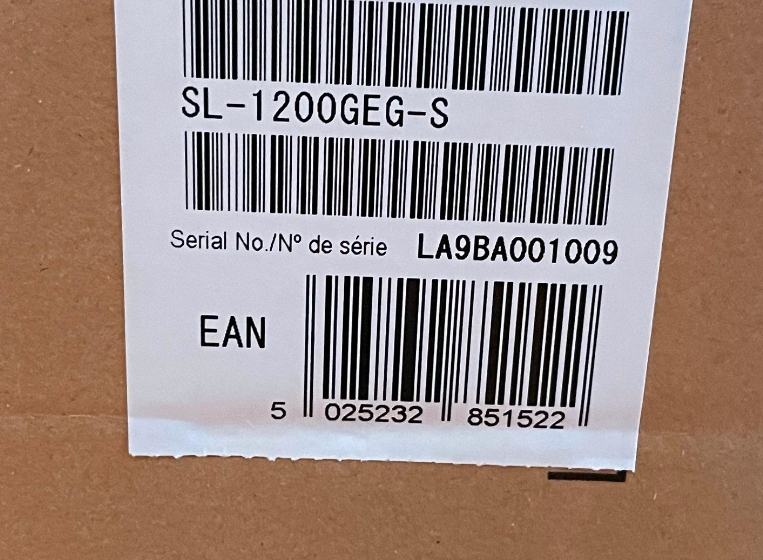 SL-1200GEG-S
Serial No./Nº de série LA9BA001009
EAN
5 025232 851522